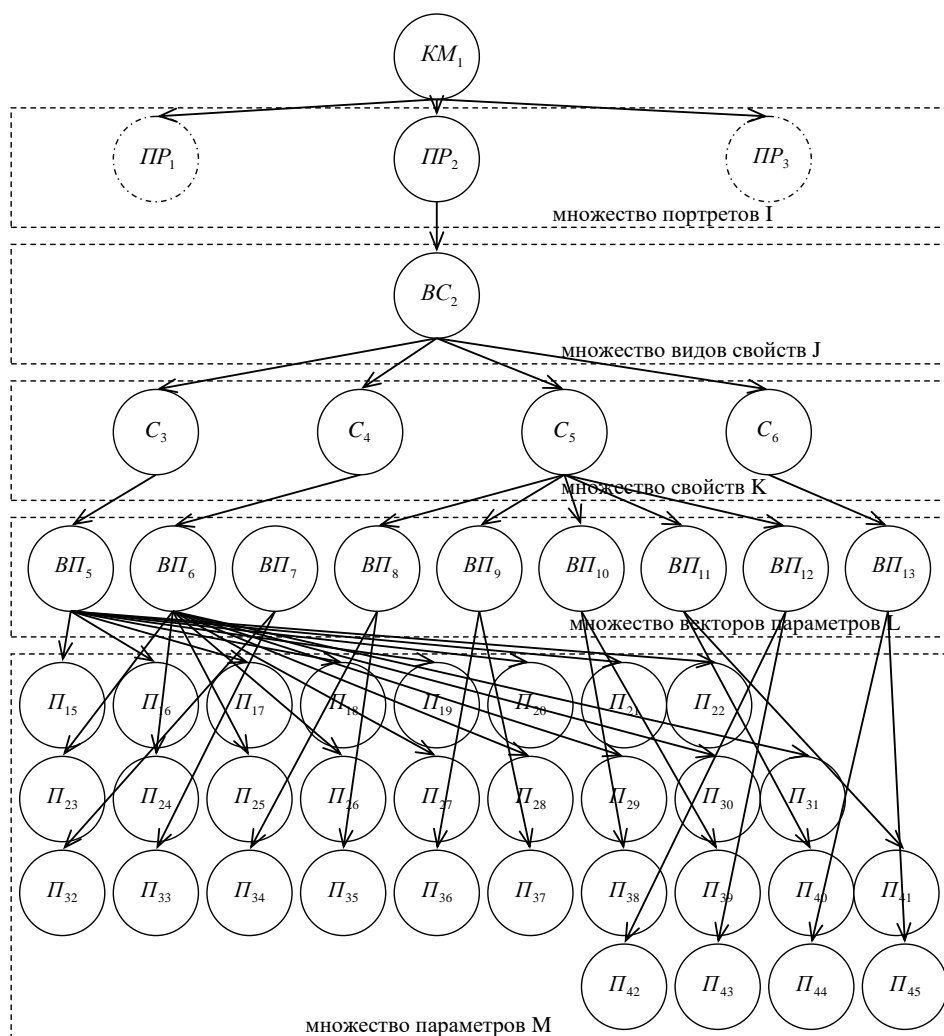 КМ₁
ПР₁ ПР₂ ПР₃
множество портретов I
ВС₂
множество видов свойств J
С₃ С₄ С₅ С₆
множество свойств K
ВП₅ ВП₆ ВП₇ ВП₈ ВП₉ ВП₁₀ ВП₁₁ ВП₁₂ ВП₁₃
множество векторов параметров L
П₁₅ П₁₆ П₁₇ П₁₈ П₁₉ П₂₀ П₂₁ П₂₂
П₂₃ П₂₄ П₂₅ П₂₆ П₂₇ П₂₈ П₂₉ П₃₀ П₃₁
П₃₂ П₃₃ П₃₄ П₃₅ П₃₆ П₃₇ П₃₈ П₃₉ П₄₀ П₄₁
П₄₂ П₄₃ П₄₄ П₄₅
множество параметров M